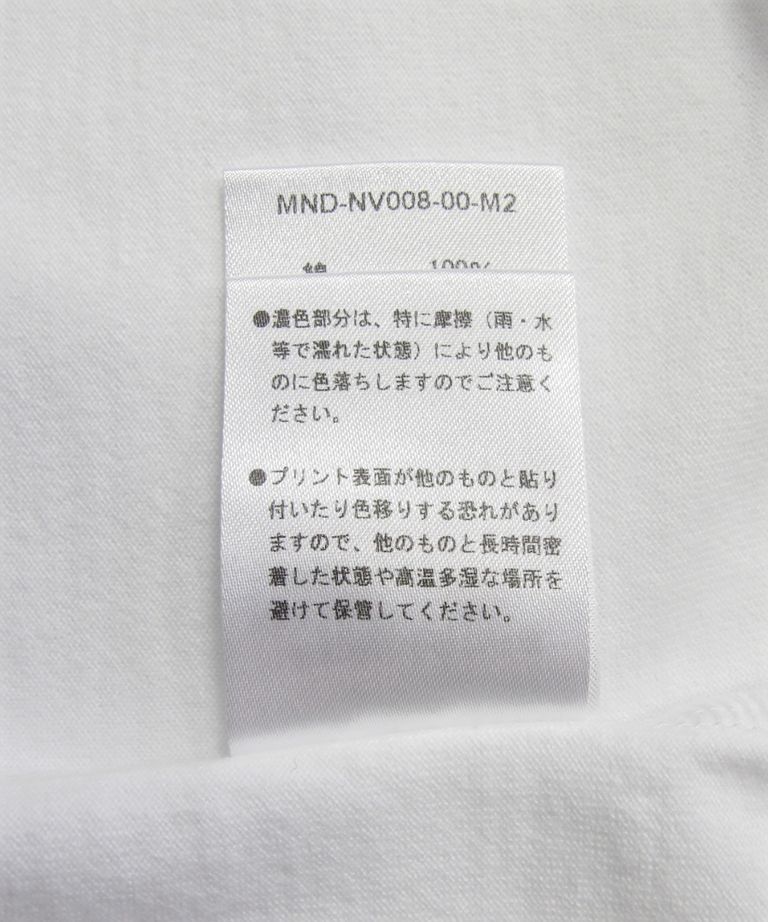 MND-NV008-00-M2
綿 100%
●濃色部分は、特に摩擦（雨・水
等で濡れた状態）により他のも
のに色落ちしますのでご注意く
ださい。
●プリント表面が他のものと貼り
付いたり色移りする恐れがあり
ますので、他のものと長時間密
着した状態や高温多湿な場所を
避けて保管してください。